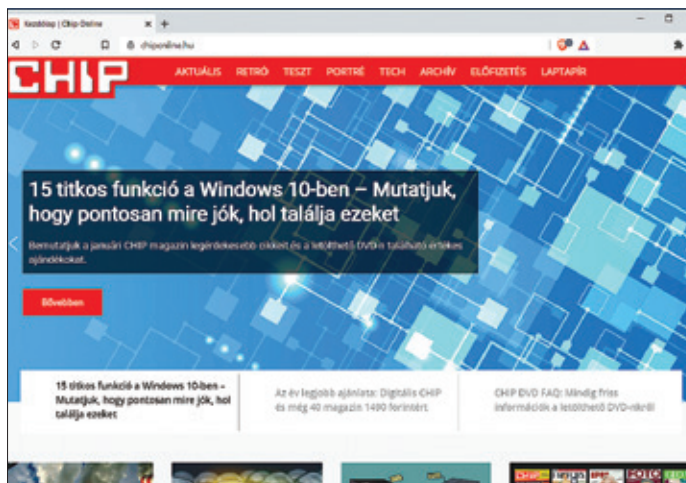 Kezdőlap | Chip Online
chiponline.hu
CHIP
AKTUÁLIS RETRÓ TESZT PORTRÉ TECH ARCHÍV ELŐFIZETÉS LAPTAPÍR
15 titkos funkció a Windows 10-ben – Mutatjuk,
hogy pontosan mire jók, hol találja ezeket
Bemutatjuk a januári CHIP magazin legérdekesebb cikkeit és a letölthető DVD-n található értékes
ajándékokat.
Bővebben
15 titkos funkció a Windows 10-ben –
Mutatjuk, hogy pontosan mire jók, hol
találja ezeket
Az év legjobb ajánlata: Digitális CHIP
és még 40 magazin 1490 forintért
CHIP DVD FAQ: Mindig friss
információk a letölthető DVD-nkről
CHIP
FOTO